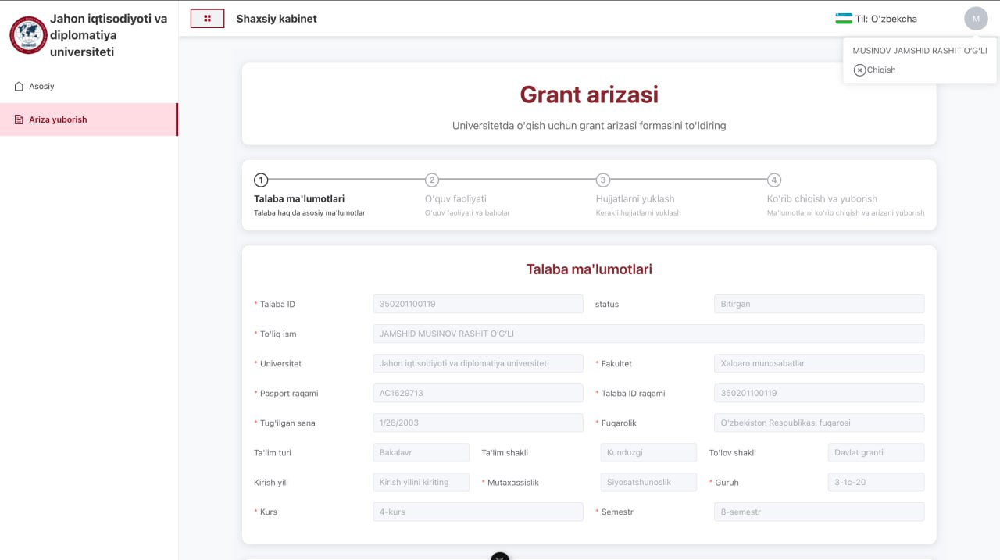 Jahon iqtisodiyoti va
diplomatiya
universiteti
Shaxsiy kabinet
Til: O'zbekcha
M
MUSINOV JAMSHID RASHIT O'G'LI
Chiqish
Asosiy
Ariza yuborish
Grant arizasi
Universitetda o'qish uchun grant arizasi formasini to'ldiring
1
2
3
4
Talaba ma'lumotlari
O'quv faoliyati
Hujjatlarni yuklash
Ko'rib chiqish va yuborish
Talaba haqida asosiy ma'lumotlar
O'quv faoliyati va baholar
Kerakli hujjatlarni yuklash
Ma'lumotlarni ko'rib chiqish va arizani yuborish
Talaba ma'lumotlari
* Talaba ID 350201100119 status Bitirgan
* To'liq ism JAMSHID MUSINOV RASHIT O'G'LI
* Universitet Jahon iqtisodiyoti va diplomatiya universiteti * Fakultet Xalqaro munosabatlar
* Pasport raqami AC1629713 * Talaba ID raqami 350201100119
* Tug'ilgan sana 1/28/2003 * Fuqarolik O'zbekiston Respublikasi fuqarosi
Ta'lim turi Bakalavr Ta'lim shakli Kunduzgi To'lov shakli Davlat granti
Kirish yili Kirish yilini kiriting * Mutaxassislik Siyosatshunoslik * Guruh 3-1c-20
* Kurs 4-kurs * Semestr 8-semestr